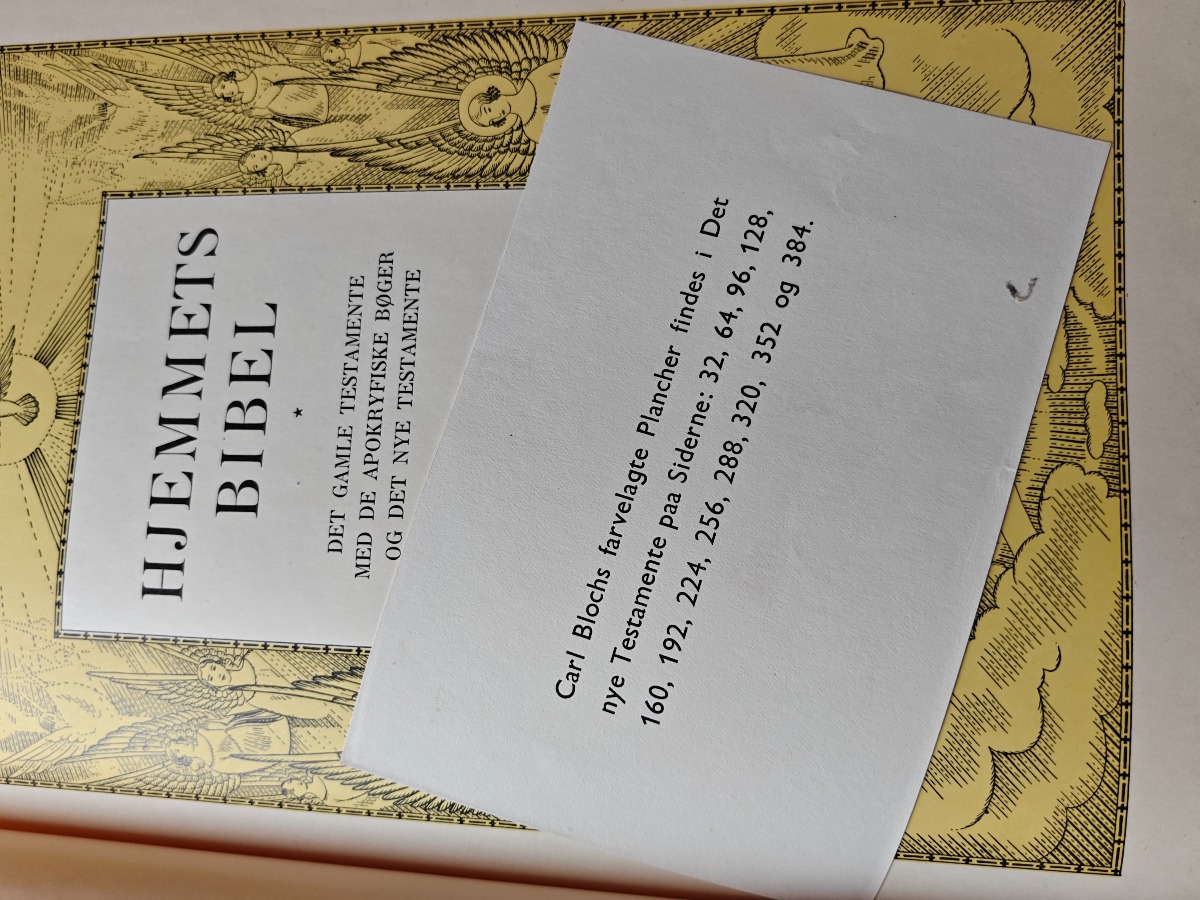 HJEMMETS
BIBEL
★
DET GAMLE TESTAMENTE
MED DE APOKRYFISKE BØGER
OG DET NYE TESTAMENTE
Carl Blochs farvelagte Plancher findes i Det
nye Testamente paa Siderne: 32, 64, 96, 128,
160, 192, 224, 256, 288, 320, 352 og 384.